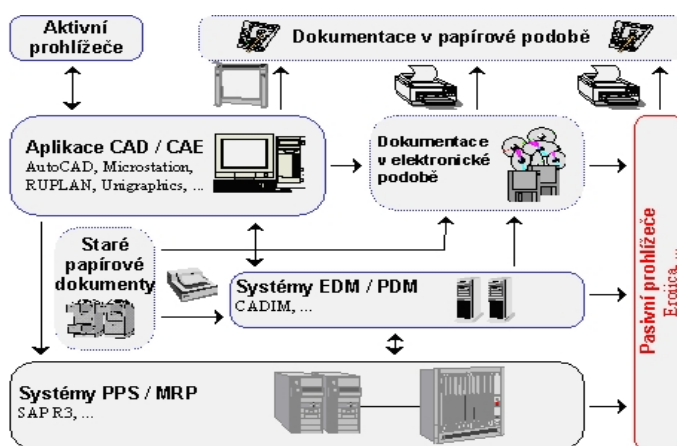 Aktivní
prohlížeče
Dokumentace v papírové podobě
Aplikace CAD / CAE
AutoCAD, Microstation,
RUPLAN, Unigraphics, ...
Dokumentace
v elektronické
podobě
Staré
papírové
dokumenty
Systémy EDM / PDM
CADIM, ...
Systémy PPS / MRP
SAP R3, ...
Pasivní prohlížeče
Eroica, ...